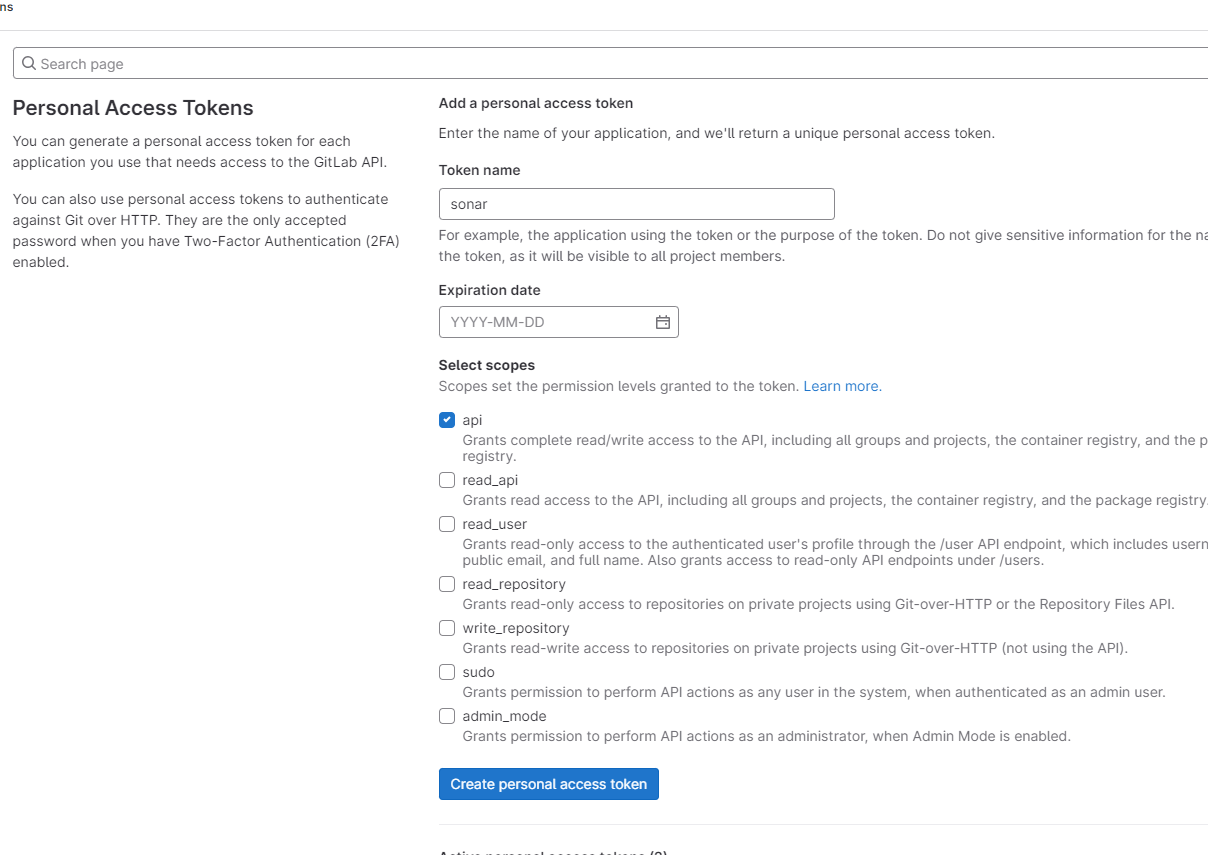 ns
Search page
Personal Access Tokens
You can generate a personal access token for each
application you use that needs access to the GitLab API.
You can also use personal access tokens to authenticate
against Git over HTTP. They are the only accepted
password when you have Two-Factor Authentication (2FA)
enabled.
Add a personal access token
Enter the name of your application, and we'll return a unique personal access token.
Token name
sonar
For example, the application using the token or the purpose of the token. Do not give sensitive information for the
the token, as it will be visible to all project members.
Expiration date
YYYY-MM-DD
Select scopes
Scopes set the permission levels granted to the token. Learn more.
api
Grants complete read/write access to the API, including all groups and projects, the container registry, and the
registry.
read_api
Grants read access to the API, including all groups and projects, the container registry, and the package registry.
read_user
Grants read-only access to the authenticated user's profile through the /user API endpoint, which includes
public email, and full name. Also grants access to read-only API endpoints under /users.
read_repository
Grants read-only access to repositories on private projects using Git-over-HTTP or the Repository Files API.
write_repository
Grants read-write access to repositories on private projects using Git-over-HTTP (not using the API).
sudo
Grants permission to perform API actions as any user in the system, when authenticated as an admin user.
admin_mode
Grants permission to perform API actions as an administrator, when Admin Mode is enabled.
Create personal access token